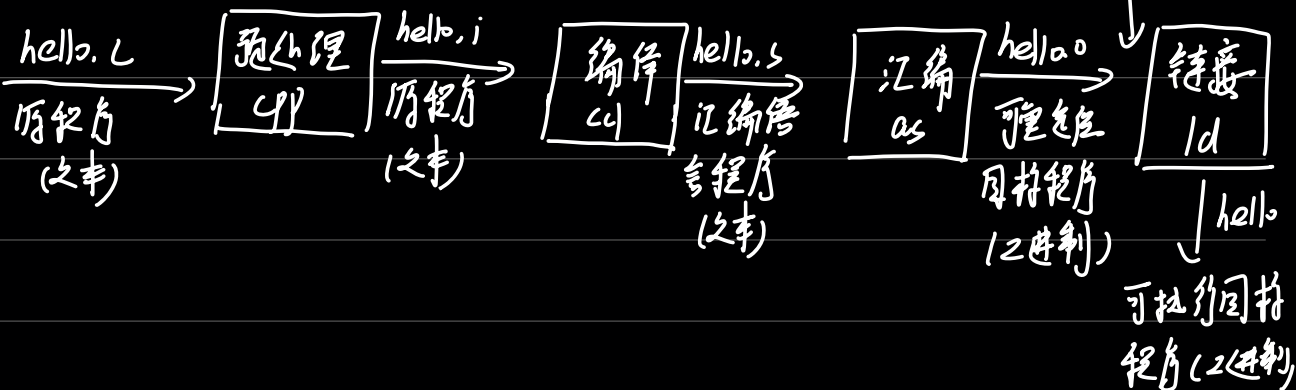 hello.c
源程序
(文本)
预处理
cpp
hello.i
源程序
(文本)
编译
ccl
hello.s
汇编语
言程序
(文本)
汇编
as
hello.o
可重定位
目标程序
(2进制)
链接
ld
hello
可执行目标
程序(2进制)